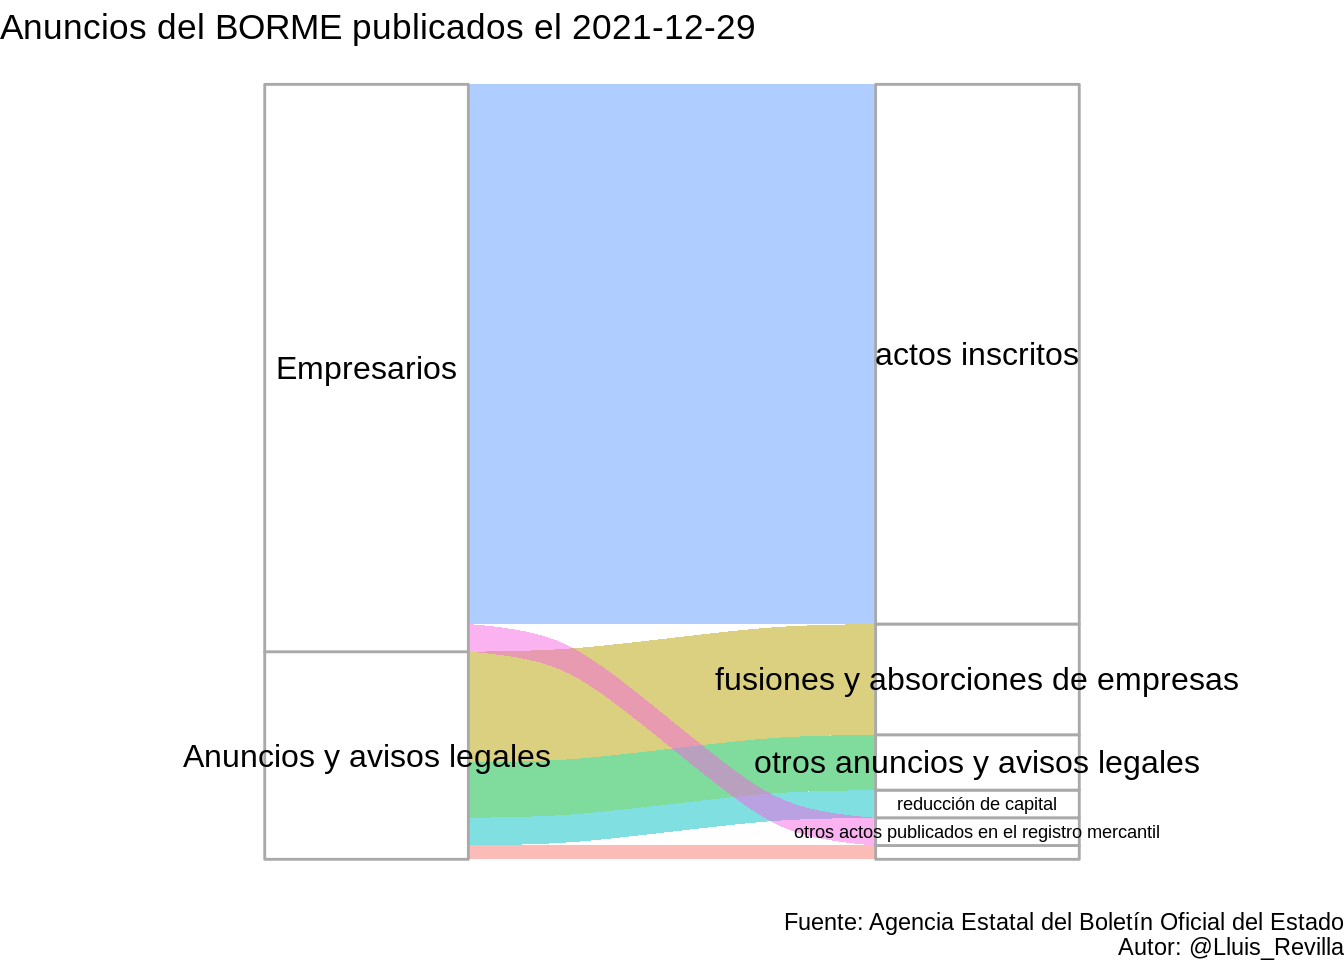 Anuncios del BORME publicados el 2021-12-29
Empresarios
actos inscritos
fusiones y absorciones de empresas
Anuncios y avisos legales
otros anuncios y avisos legales
reducción de capital
otros actos publicados en el registro mercantil
Fuente: Agencia Estatal del Boletín Oficial del Estado
Autor: @Lluis_Revilla